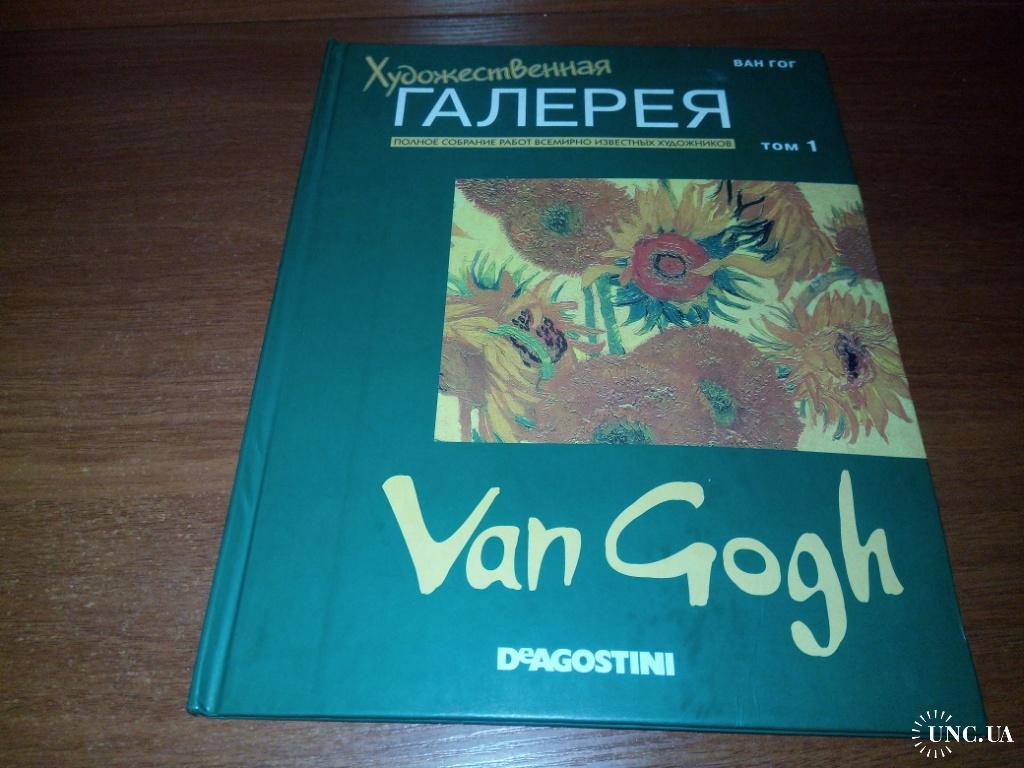 Художественная
ГАЛЕРЕЯ
ПОЛНОЕ СОБРАНИЕ РАБОТ ВСЕМИРНО ИЗВЕСТНЫХ ХУДОЖНИКОВ
ВАН ГОГ
ТОМ 1
Van Gogh
DeAGOSTINI
UNC.UA